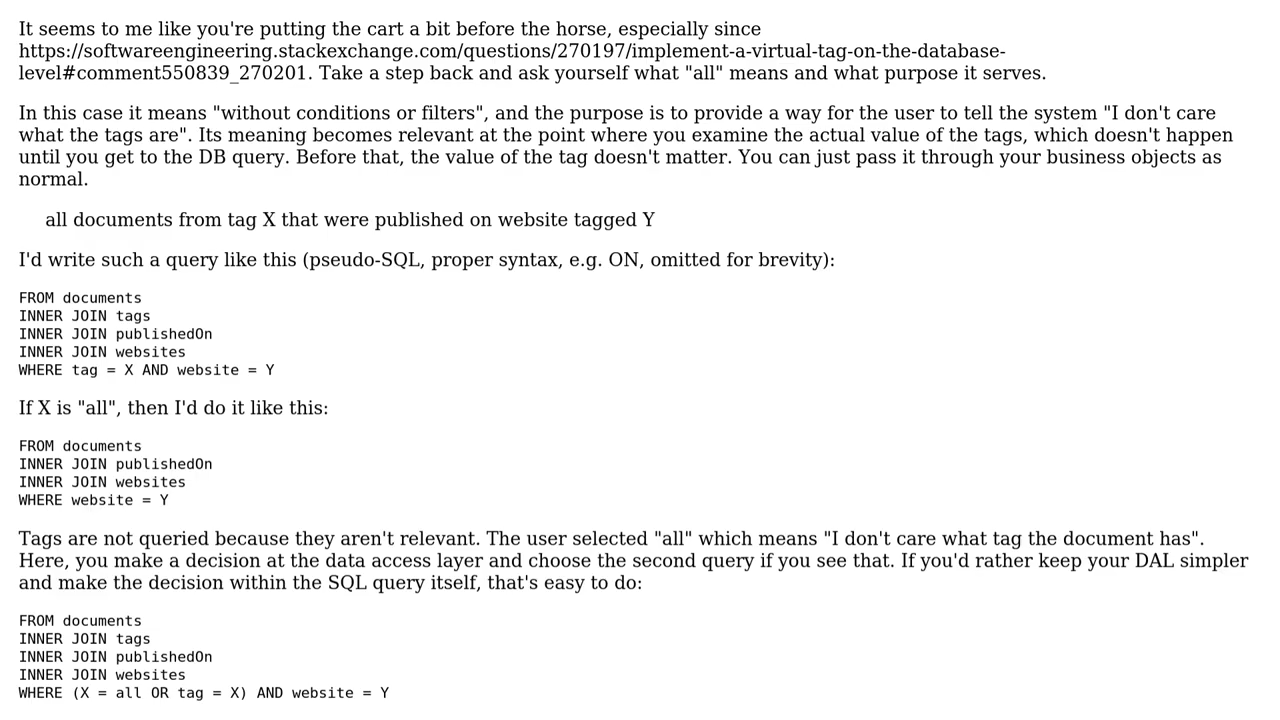 It seems to me like you're putting the cart a bit before the horse, especially since
https://softwareengineering.stackexchange.com/questions/270197/implement-a-virtual-tag-on-the-database-
level#comment550839_270201. Take a step back and ask yourself what "all" means and what purpose it serves.
In this case it means "without conditions or filters", and the purpose is to provide a way for the user to tell the system "I don't care
what the tags are". Its meaning becomes relevant at the point where you examine the actual value of the tags, which doesn't happen
until you get to the DB query. Before that, the value of the tag doesn't matter. You can just pass it through your business objects as
normal.
all documents from tag X that were published on website tagged Y
I'd write such a query like this (pseudo-SQL, proper syntax, e.g. ON, omitted for brevity):
FROM documents
INNER JOIN tags
INNER JOIN publishedOn
INNER JOIN websites
WHERE tag = X AND website = Y
If X is "all", then I'd do it like this:
FROM documents
INNER JOIN publishedOn
INNER JOIN websites
WHERE website = Y
Tags are not queried because they aren't relevant. The user selected "all" which means "I don't care what tag the document has".
Here, you make a decision at the data access layer and choose the second query if you see that. If you'd rather keep your DAL simpler
and make the decision within the SQL query itself, that's easy to do:
FROM documents
INNER JOIN tags
INNER JOIN publishedOn
INNER JOIN websites
WHERE (X = all OR tag = X) AND website = Y